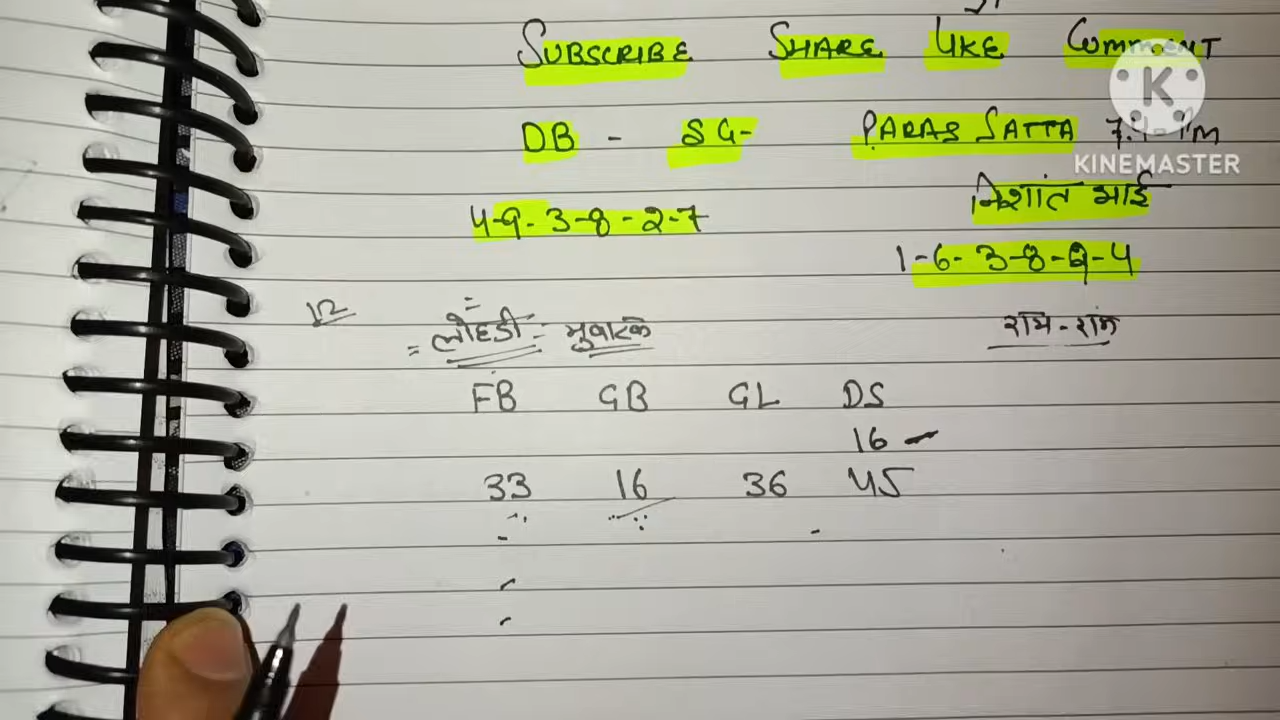 SUBSCRIBE SHARE LIKE COMMENT
DB - SG- PARAS SATTA
KINEMASTER
निशांत भाई
4-9-3-8-2-7
1-6-3-8-9-4
12
= लोहडी = मुबारके
राम-राम
FB GB GL DS
16 -
33 16 36 45